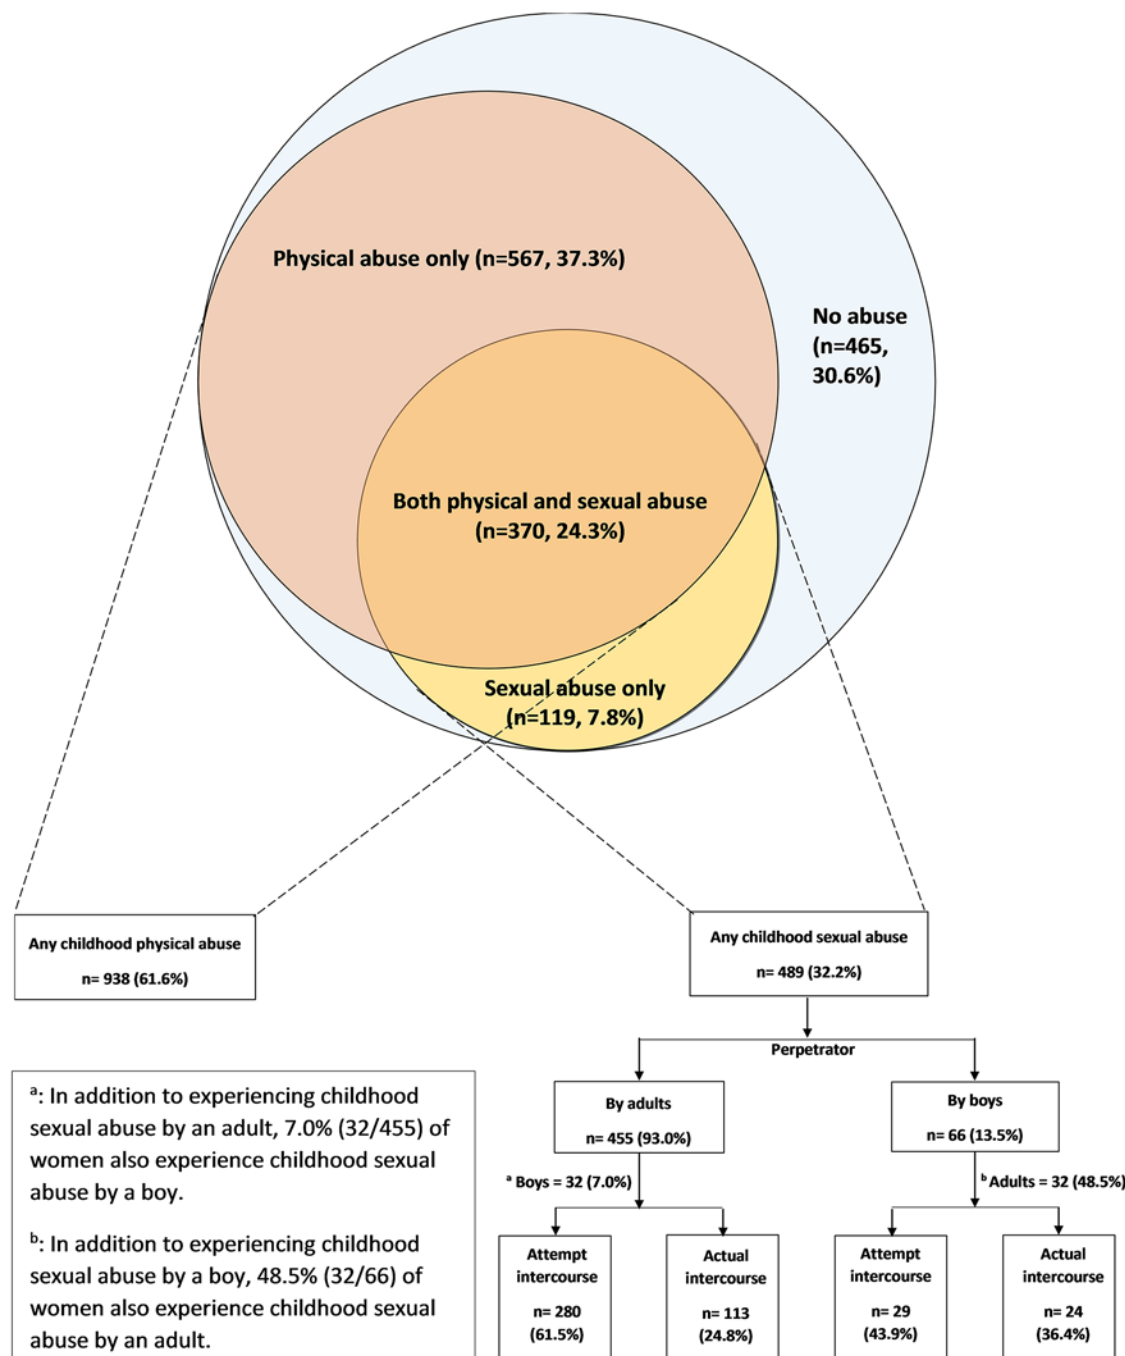 Physical abuse only (n=567, 37.3%)
No abuse
(n=465,
30.6%)
Both physical and sexual abuse
(n=370, 24.3%)
Sexual abuse only
(n=119, 7.8%)
Any childhood physical abuse
n= 938 (61.6%)
Any childhood sexual abuse
n= 489 (32.2%)
Perpetrator
By adults
n= 455 (93.0%)
By boys
n= 66 (13.5%)
a Boys = 32 (7.0%)
b Adults = 32 (48.5%)
Attempt
intercourse
n= 280
(61.5%)
Actual
intercourse
n= 113
(24.8%)
Attempt
intercourse
n= 29
(43.9%)
Actual
intercourse
n= 24
(36.4%)
a: In addition to experiencing childhood
sexual abuse by an adult, 7.0% (32/455) of
women also experience childhood sexual
abuse by a boy.
b: In addition to experiencing childhood
sexual abuse by a boy, 48.5% (32/66) of
women also experience childhood sexual
abuse by an adult.